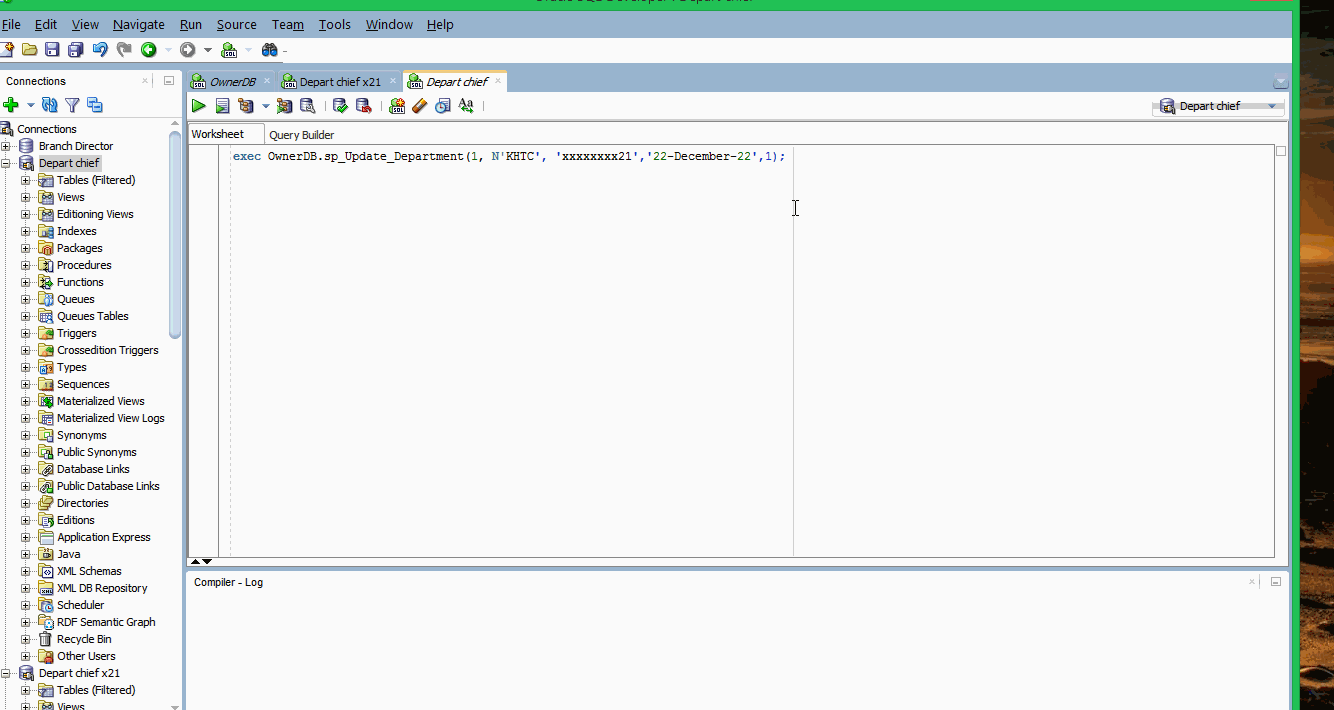 File Edit View Navigate Run Source Team Tools Window Help
Connections
OwnerDB
Depart chief x21
Depart chief
Depart chief
Worksheet
Query Builder
exec OwnerDB.sp_Update_Department(1, N'KHTC', 'xxxxxxxx21','22-December-22',1);
Connections
Branch Director
Depart chief
Tables (Filtered)
Views
Editioning Views
Indexes
Packages
Procedures
Functions
Queues
Queues Tables
Triggers
Crossedition Triggers
Types
Sequences
Materialized Views
Materialized View Logs
Synonyms
Public Synonyms
Database Links
Public Database Links
Directories
Editions
Application Express
Java
XML Schemas
XML DB Repository
Scheduler
RDF Semantic Graph
Recycle Bin
Other Users
Depart chief x21
Tables (Filtered)
Views
Compiler - Log